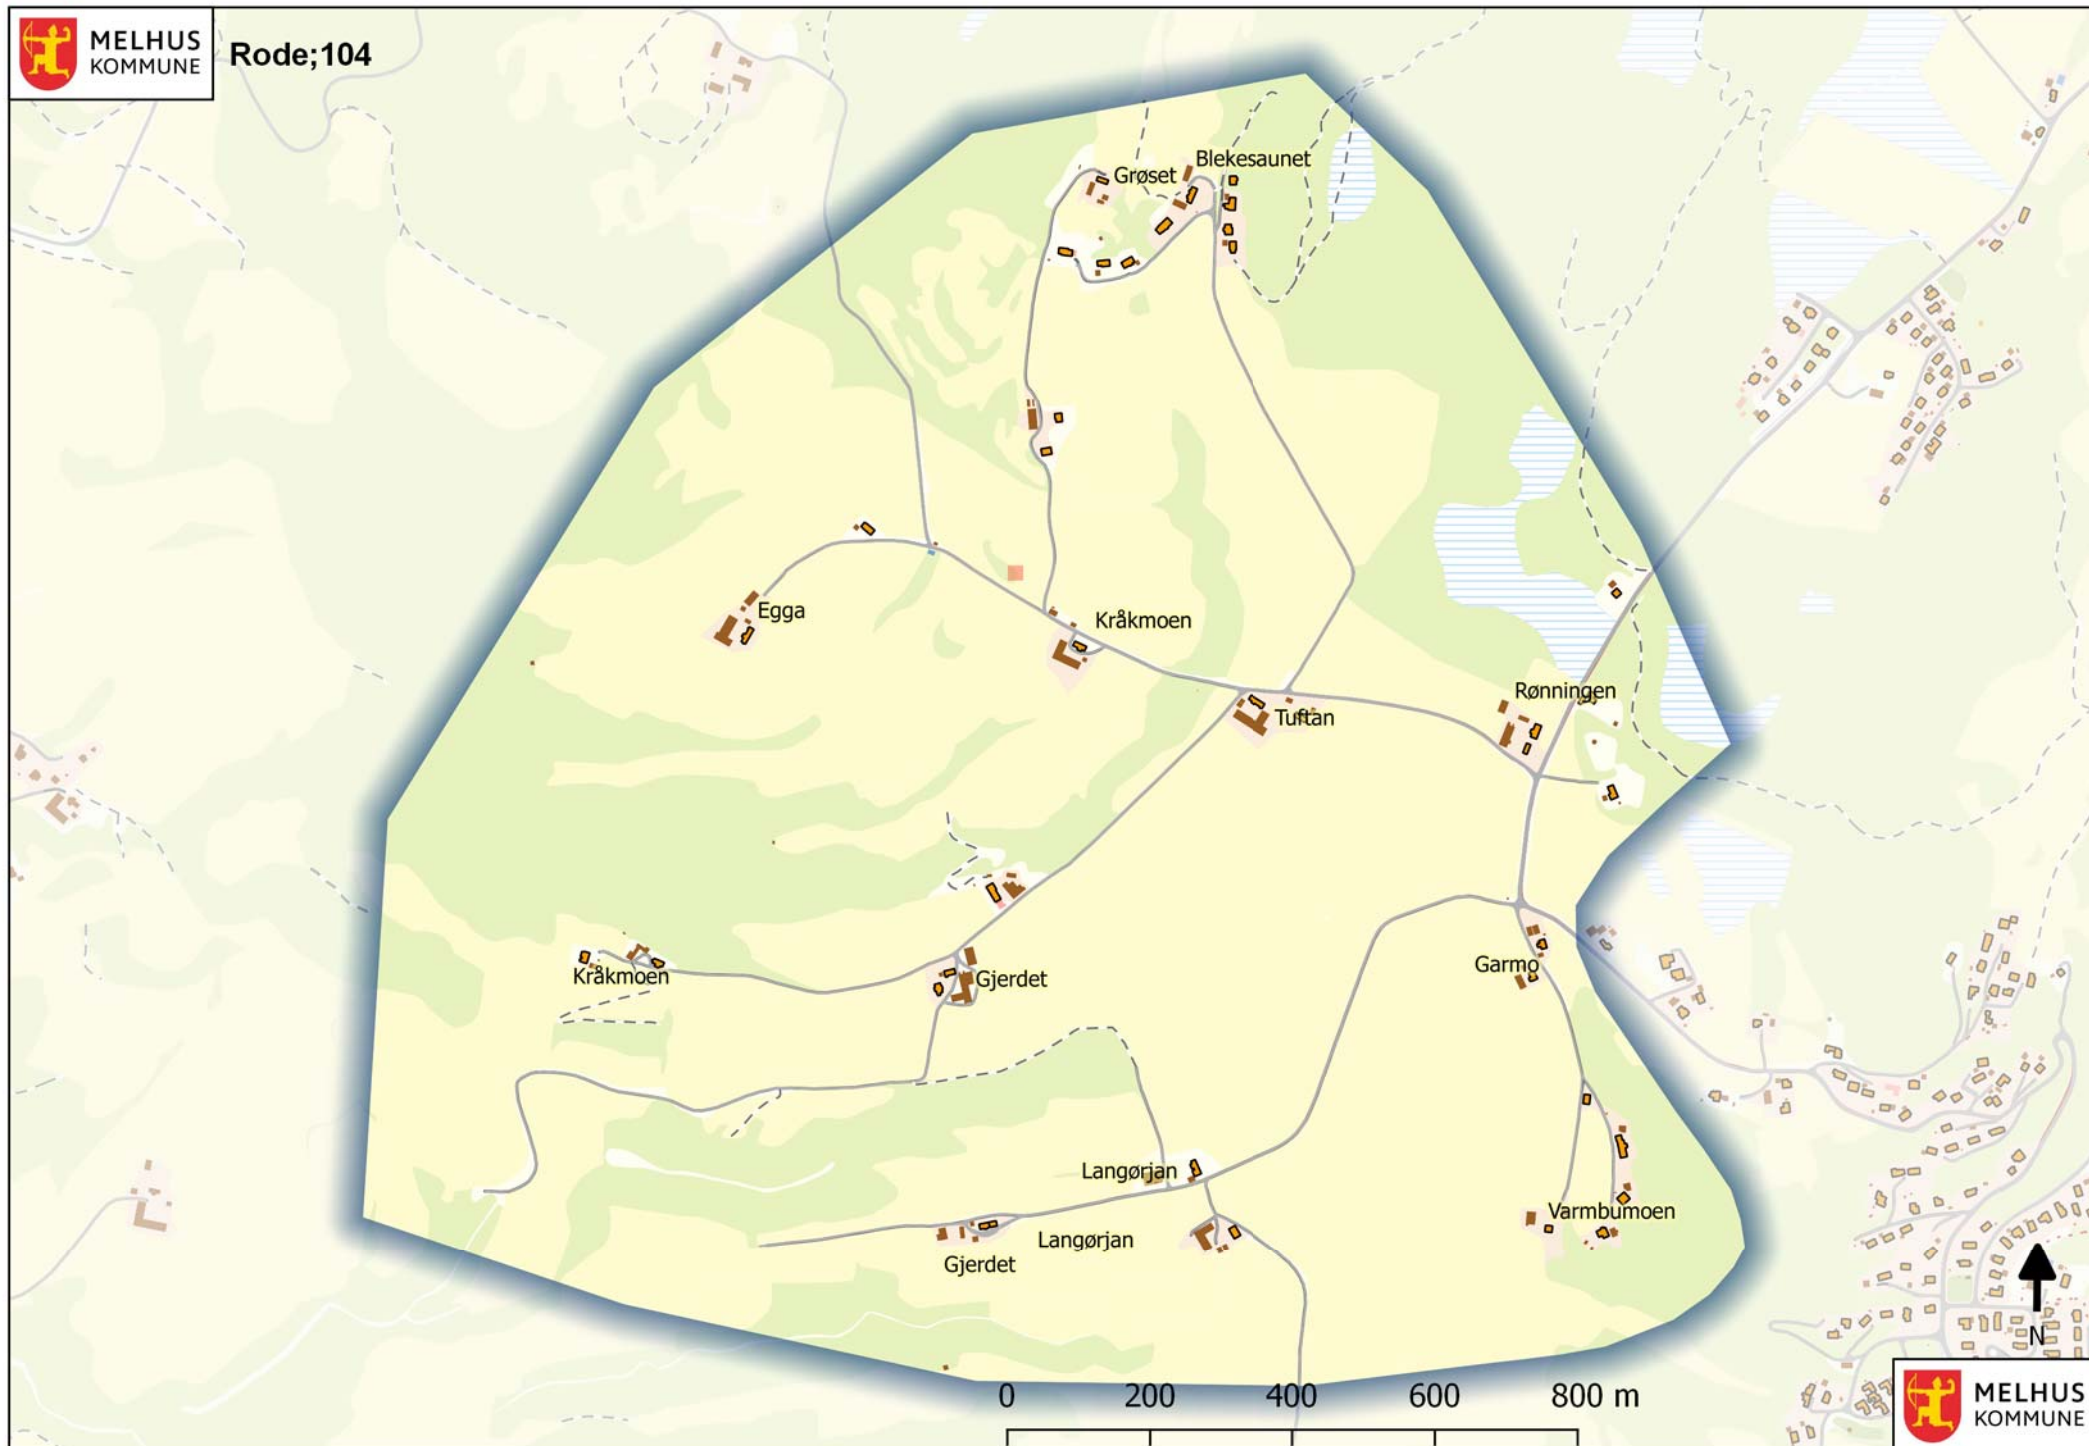 MELHUS
KOMMUNE
Rode;104
Blekesaunet
Grøset
Egga
Kråkmoen
Rønningen
Tuftan
Garmo
Kråkmoen
Gjerdet
Langørjan
Varmbumoen
Langørjan
Gjerdet
N
0 200 400 600 800 m
MELHUS
KOMMUNE